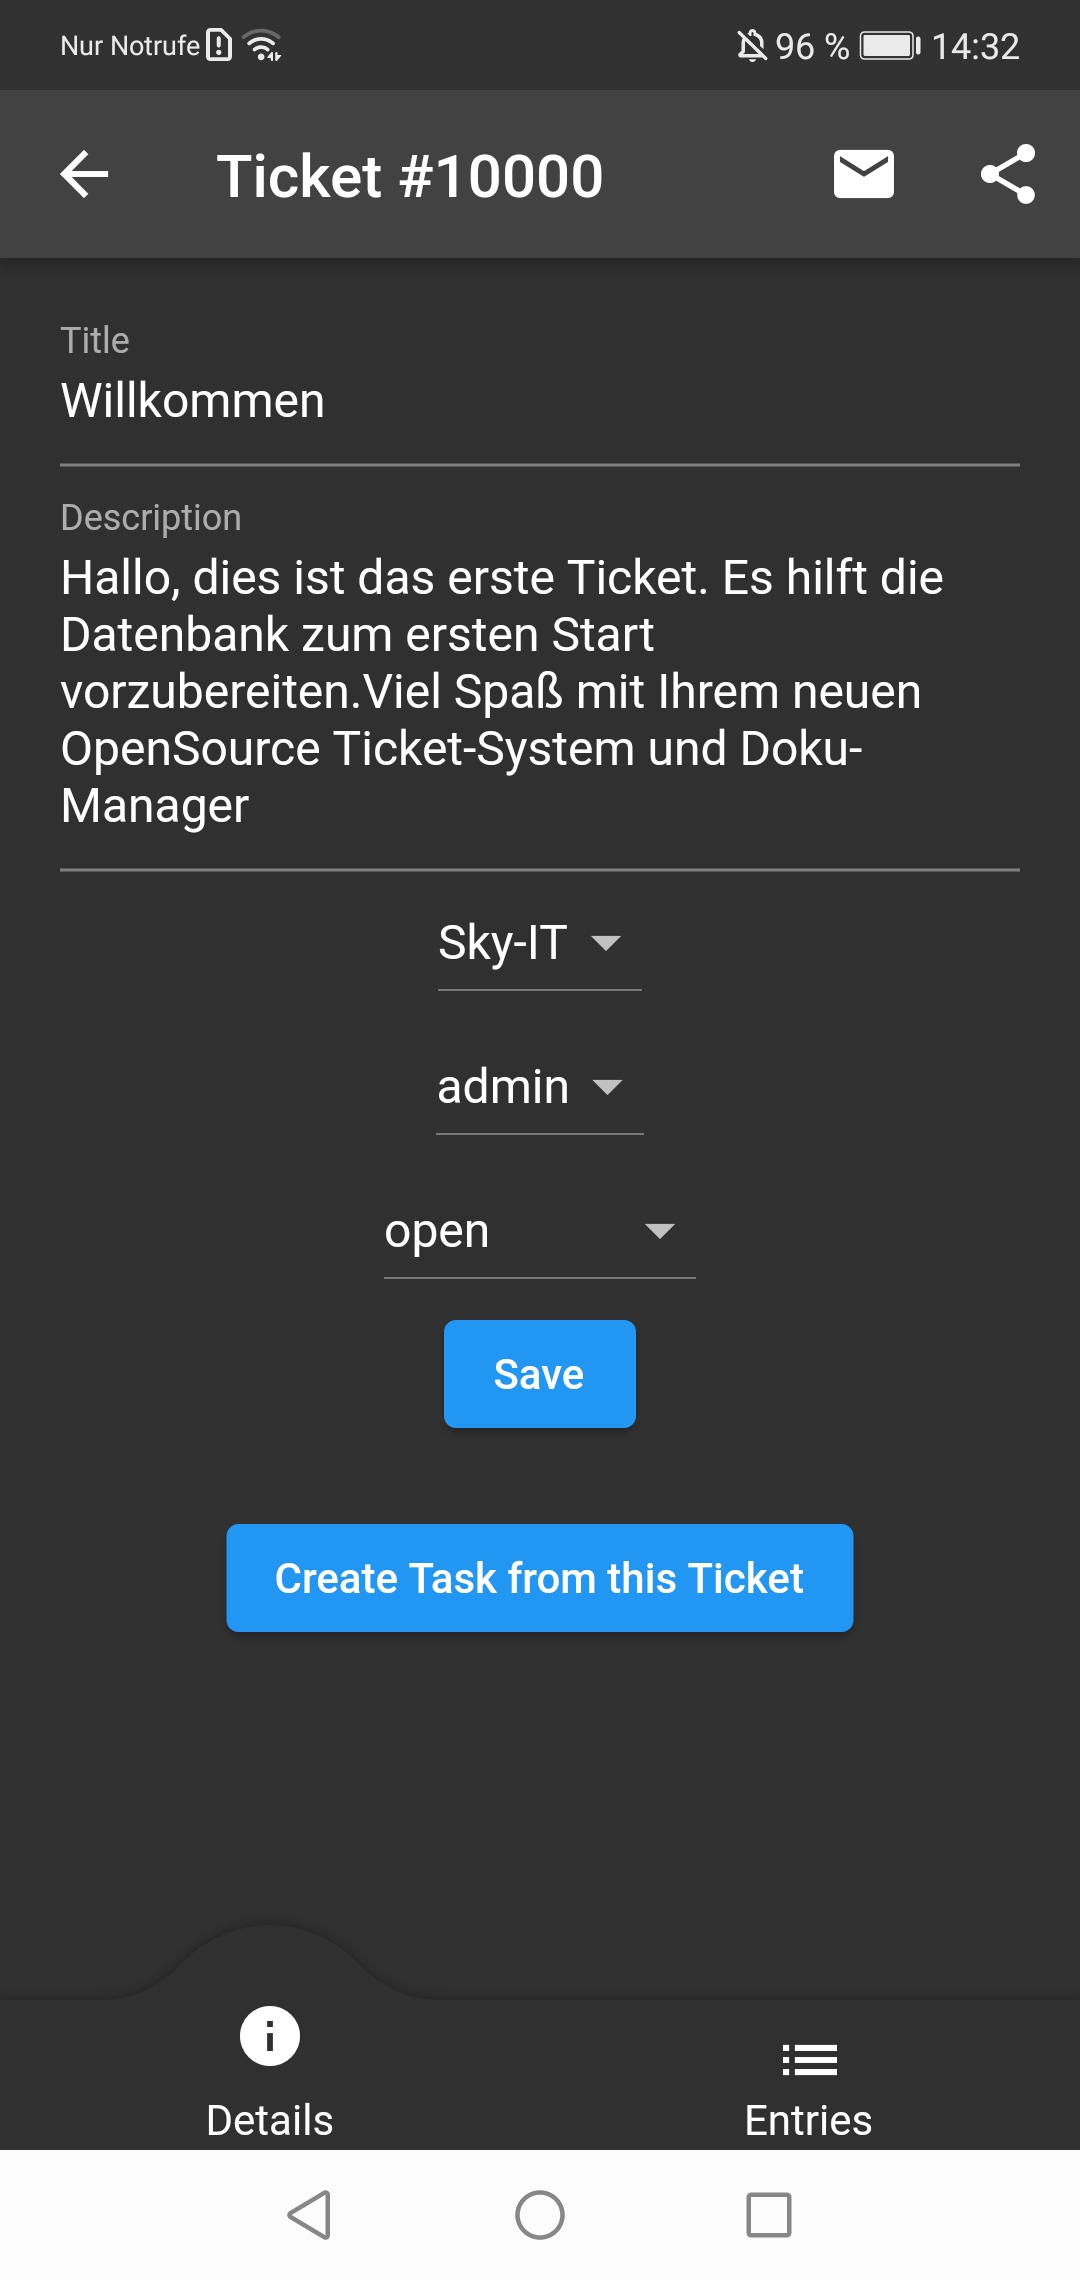 Nur Notrufe 96 % 14:32
Ticket #10000
Title
Willkommen
Description
Hallo, dies ist das erste Ticket. Es hilft die
Datenbank zum ersten Start
vorzubereiten.Viel Spaß mit Ihrem neuen
OpenSource Ticket-System und Doku-
Manager
Sky-IT
admin
open
Save
Create Task from this Ticket
Details Entries